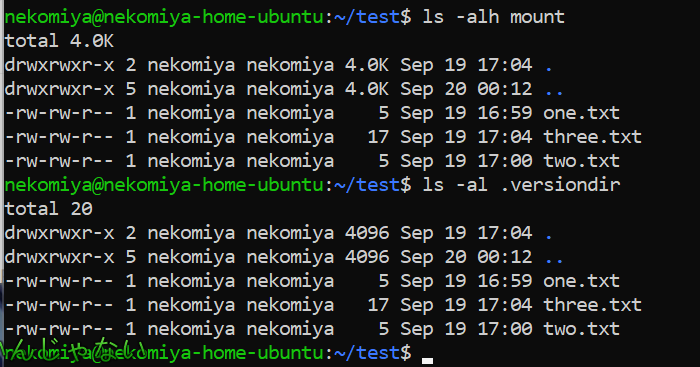 nekomiya@nekomiya-home-ubuntu:~/test$ ls -alh mount
total 4.0K
drwxrwxr-x 2 nekomiya nekomiya 4.0K Sep 19 17:04 .
drwxrwxr-x 5 nekomiya nekomiya 4.0K Sep 20 00:12 ..
-rw-rw-r-- 1 nekomiya nekomiya    5 Sep 19 16:59 one.txt
-rw-rw-r-- 1 nekomiya nekomiya   17 Sep 19 17:04 three.txt
-rw-rw-r-- 1 nekomiya nekomiya    5 Sep 19 17:00 two.txt
nekomiya@nekomiya-home-ubuntu:~/test$ ls -al .versiondir
total 20
drwxrwxr-x 2 nekomiya nekomiya 4096 Sep 19 17:04 .
drwxrwxr-x 5 nekomiya nekomiya 4096 Sep 20 00:12 ..
-rw-rw-r-- 1 nekomiya nekomiya    5 Sep 19 16:59 one.txt
-rw-rw-r-- 1 nekomiya nekomiya   17 Sep 19 17:04 three.txt
-rw-rw-r-- 1 nekomiya nekomiya    5 Sep 19 17:00 two.txt
んじゃない
nekomiya@nekomiya-home-ubuntu:~/test$